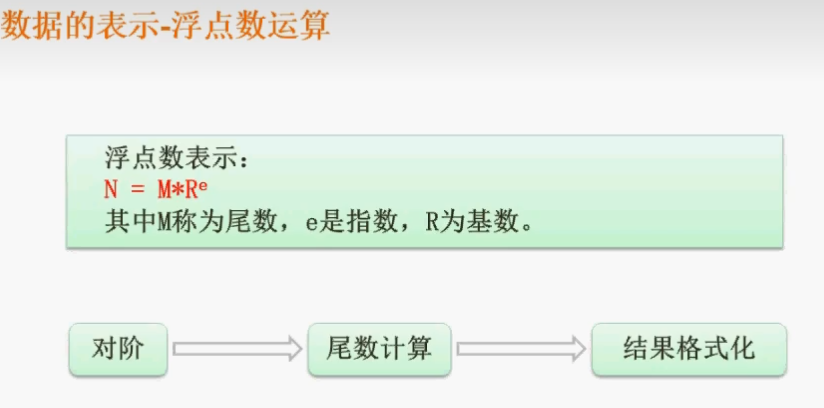 数据的表示-浮点数运算
浮点数表示：
N = M*Rᵉ
其中M称为尾数，e是指数，R为基数。
对阶
尾数计算
结果格式化